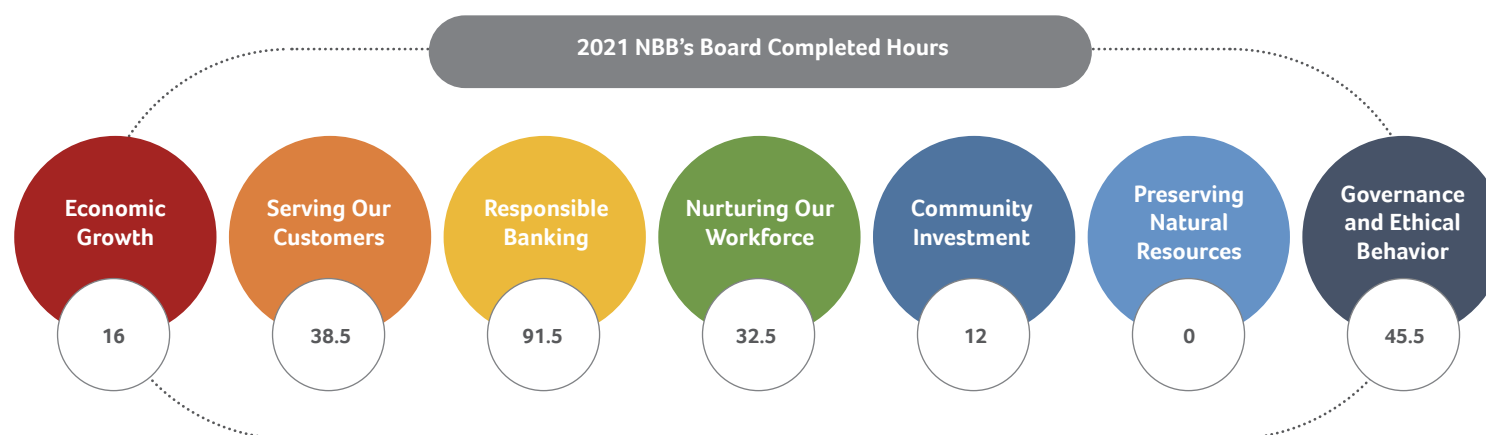 2021 NBB's Board Completed Hours
Economic
Growth
16
Serving Our
Customers
38.5
Responsible
Banking
91.5
Nurturing Our
Workforce
32.5
Community
Investment
12
Preserving
Natural
Resources
0
Governance
and Ethical
Behavior
45.5